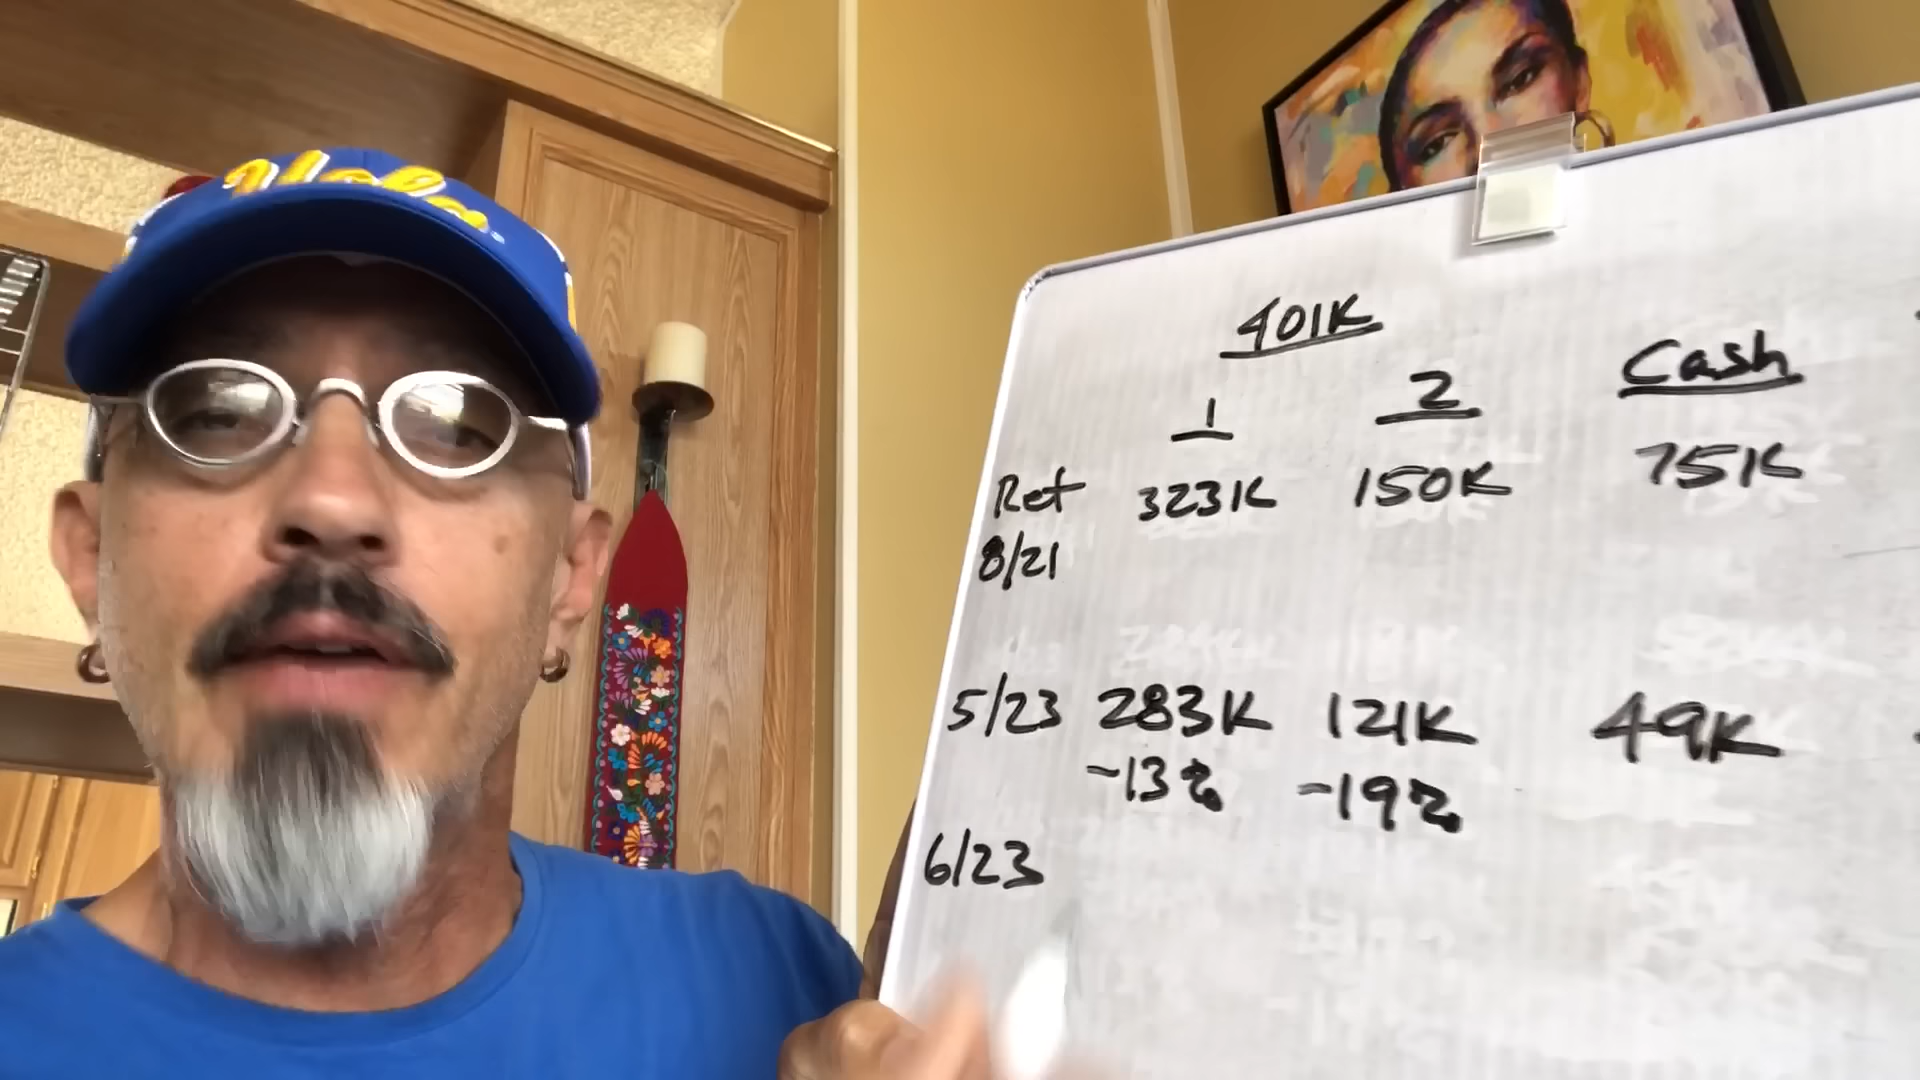 Hola.
401K
1 2 Cash
Ret 323K 150K 75K
8/21
5/23 283K 121K 49K
-13% -19%
6/23